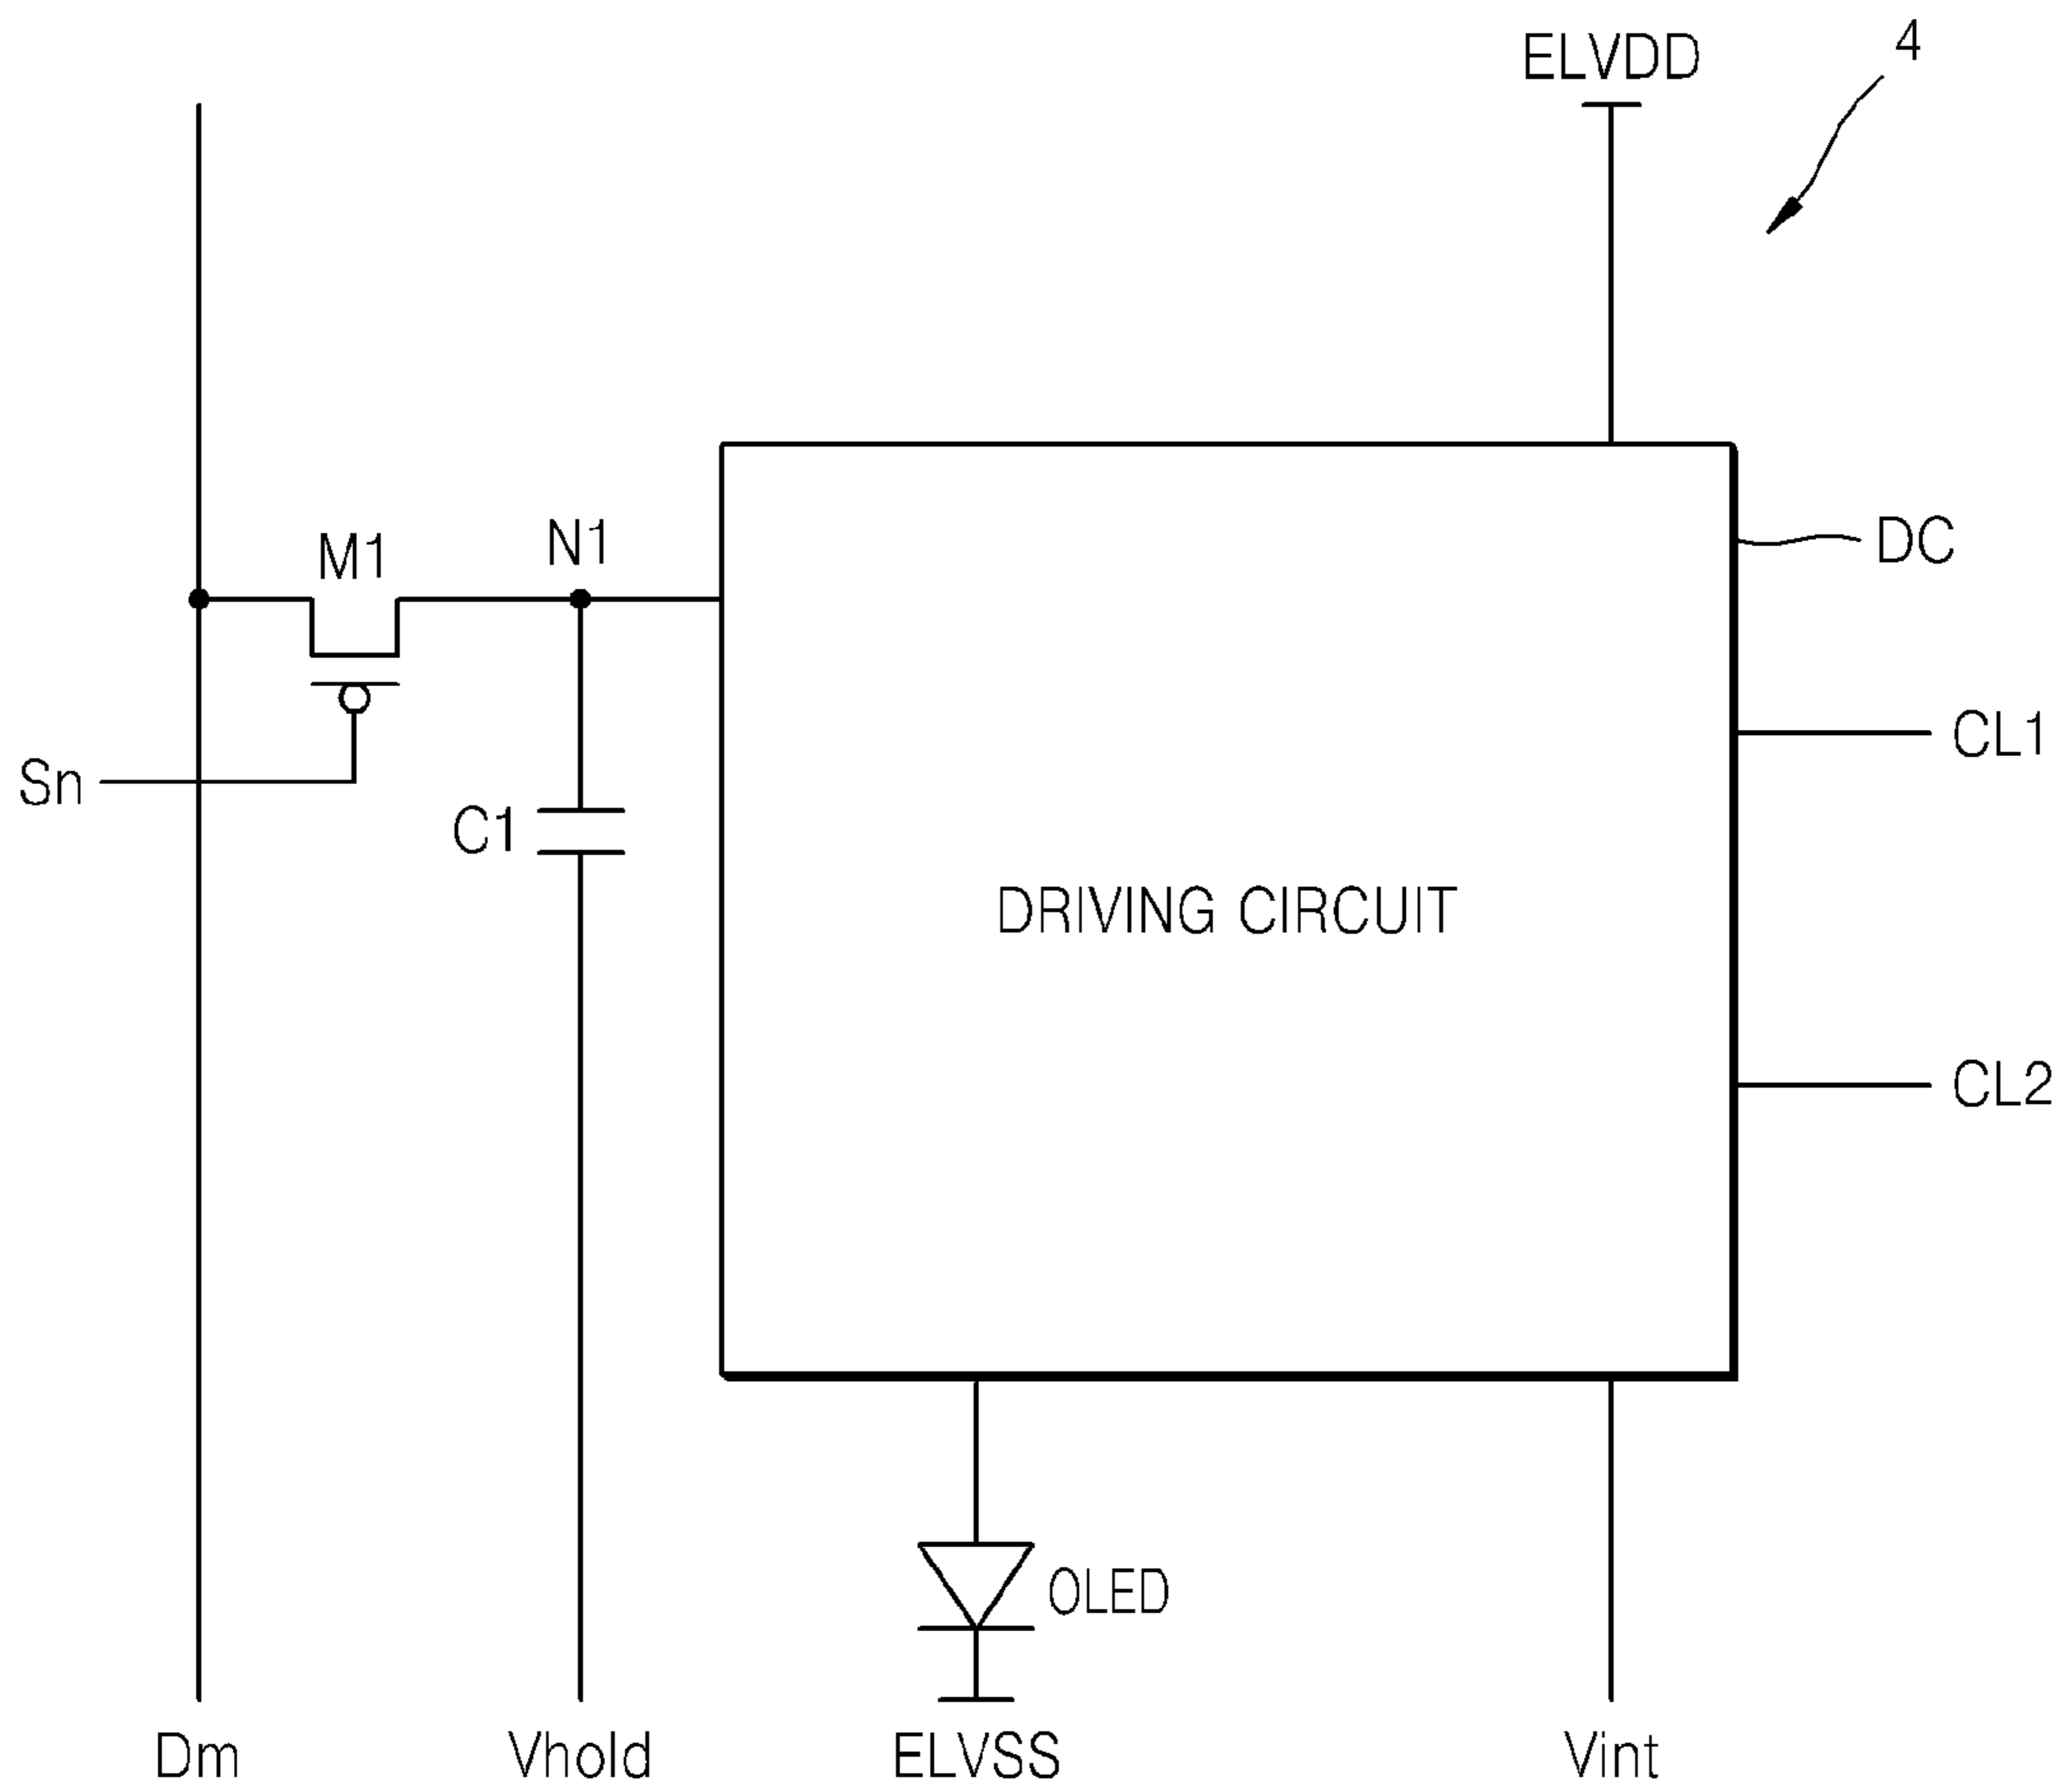 4
ELVDD
M1
N1
DC
CL1
Sn
C1
DRIVING CIRCUIT
CL2
OLED
Dm
Vhold
ELVSS
Vint